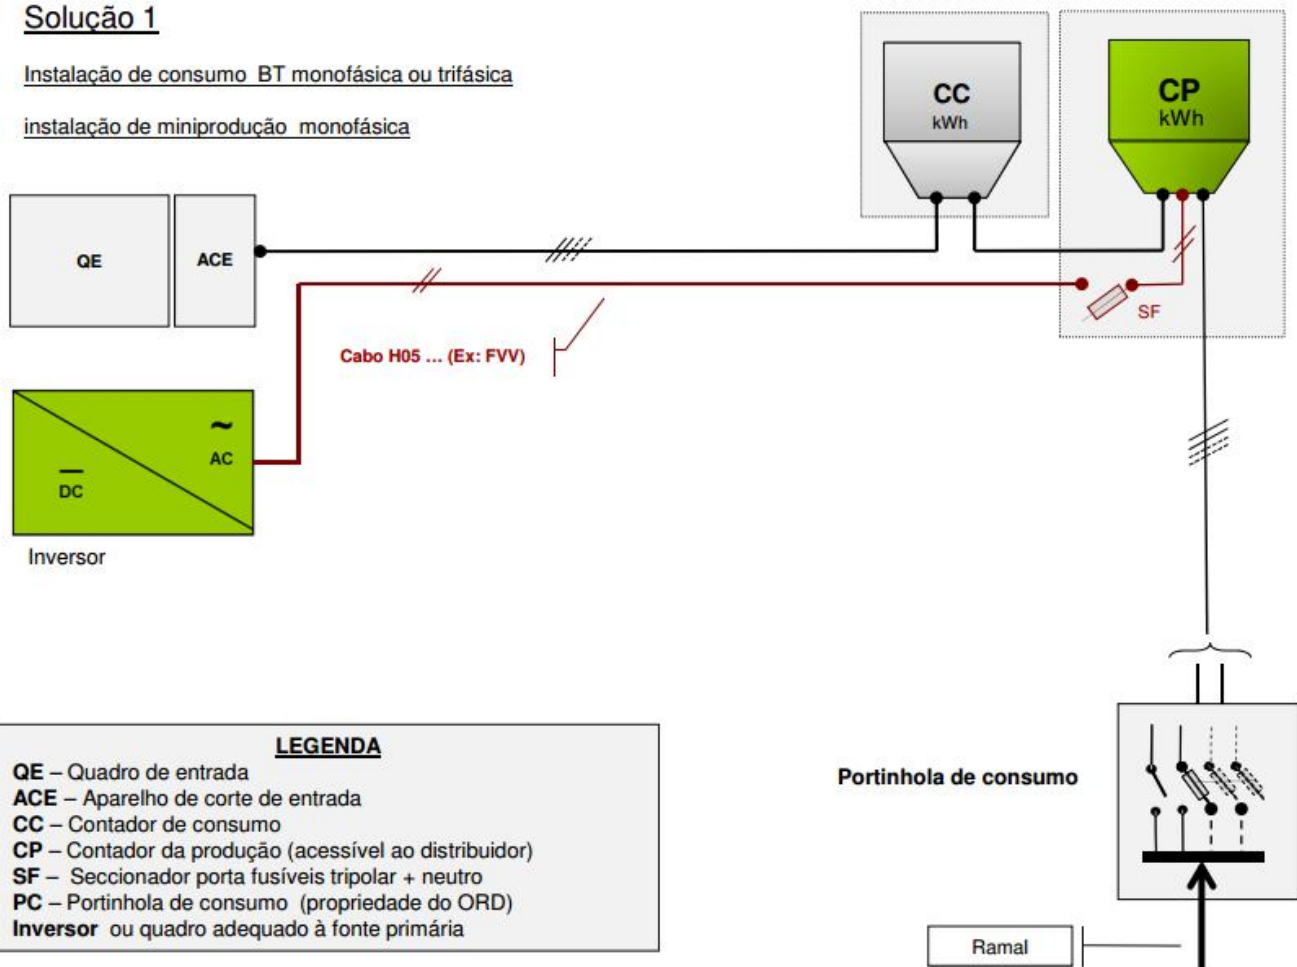 Solução 1
Instalação de consumo BT monofásica ou trifásica
instalação de miniprodução monofásica
CC
kWh
CP
kWh
QE
ACE
SF
Cabo H05 ... (Ex: FVV)
~
AC
DC
Inversor
LEGENDA
QE – Quadro de entrada
ACE – Aparelho de corte de entrada
CC – Contador de consumo
CP – Contador da produção (acessível ao distribuidor)
SF – Seccionador porta fusíveis tripolar + neutro
PC – Portinhola de consumo (propriedade do ORD)
Inversor ou quadro adequado à fonte primária
Portinhola de consumo
Ramal